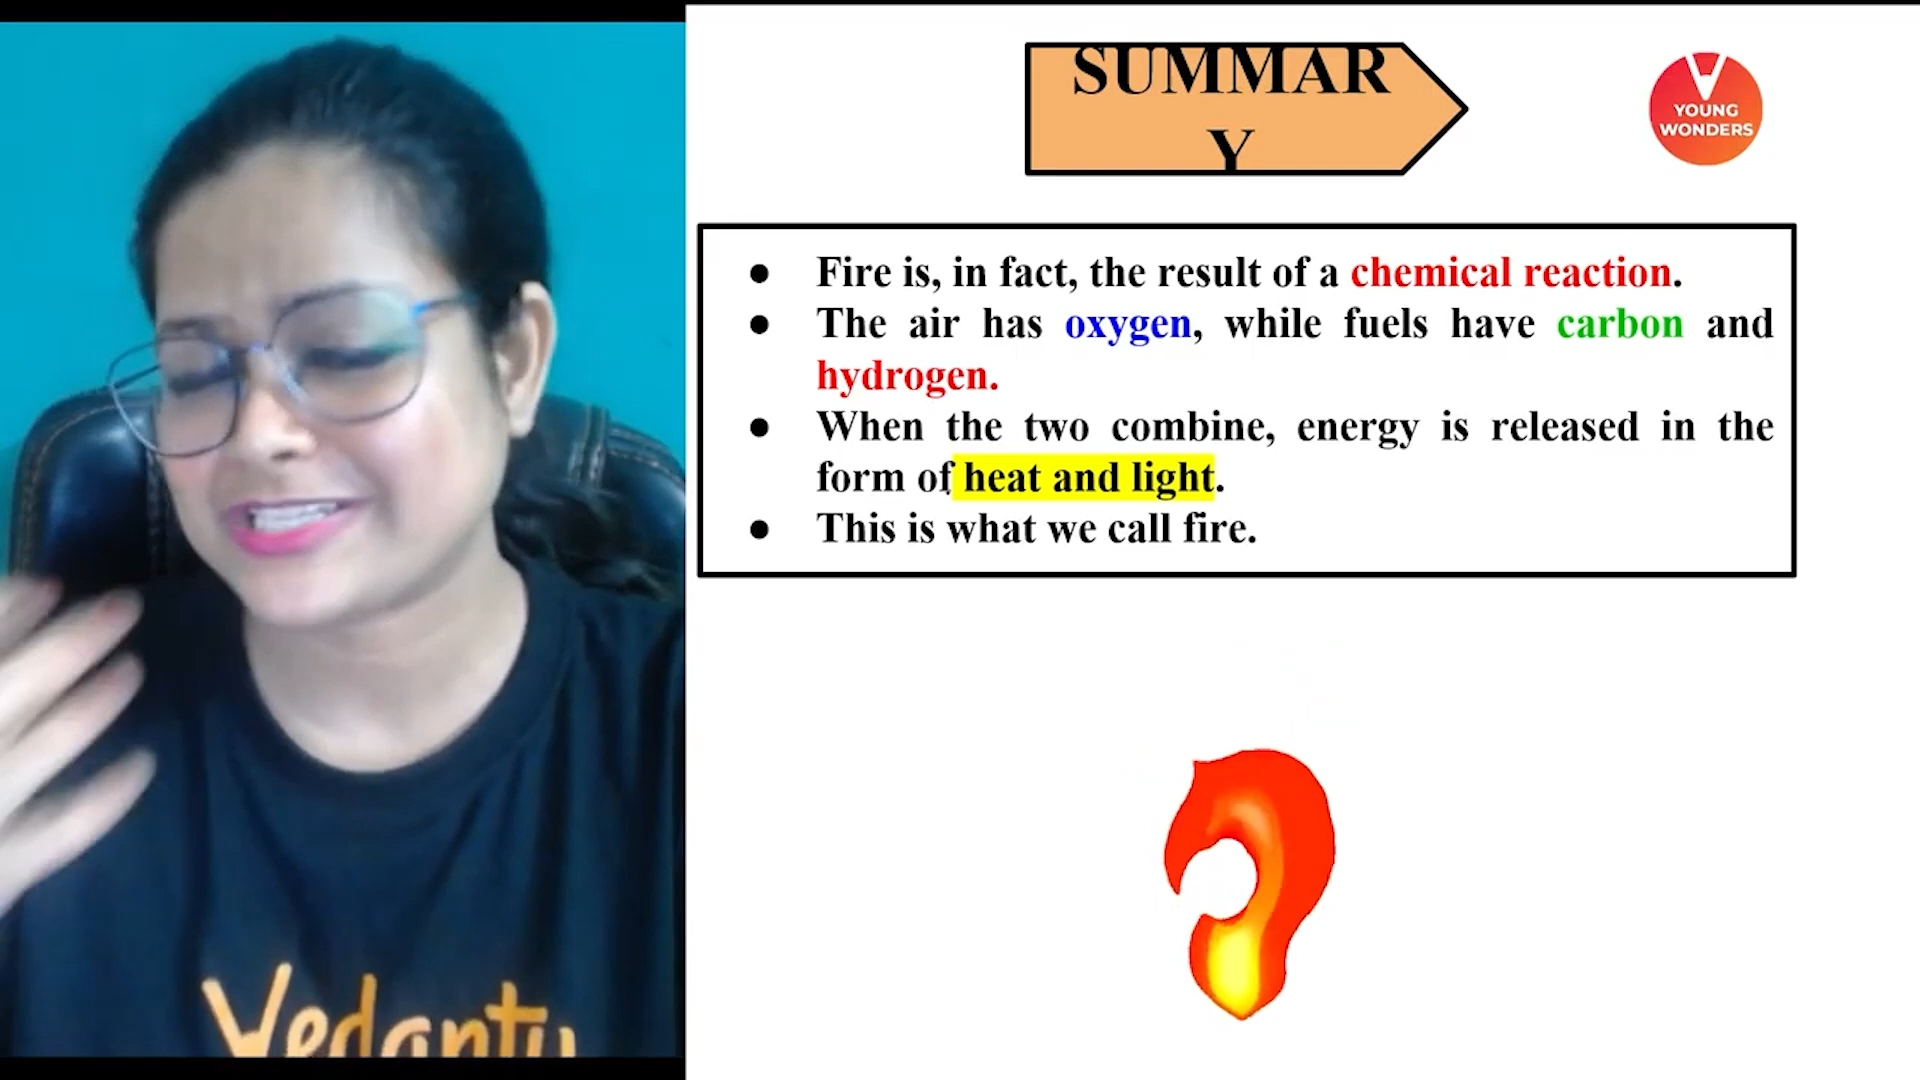 SUMMAR
Y
YOUNG
WONDERS
● Fire is, in fact, the result of a chemical reaction.
● The air has oxygen, while fuels have carbon and
hydrogen.
● When the two combine, energy is released in the
form of heat and light.
● This is what we call fire.
Vedantu